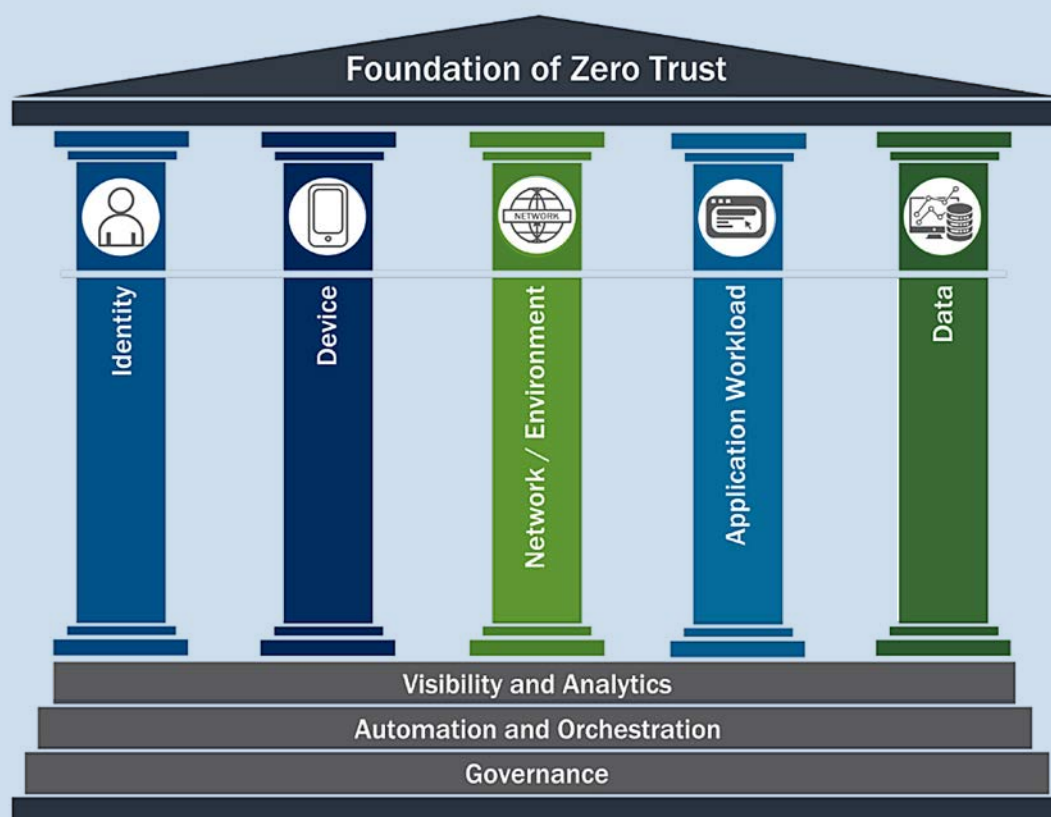 Foundation of Zero Trust
NETWORK
Identity
Device
Network / Environment
Application Workload
Data
Visibility and Analytics
Automation and Orchestration
Governance